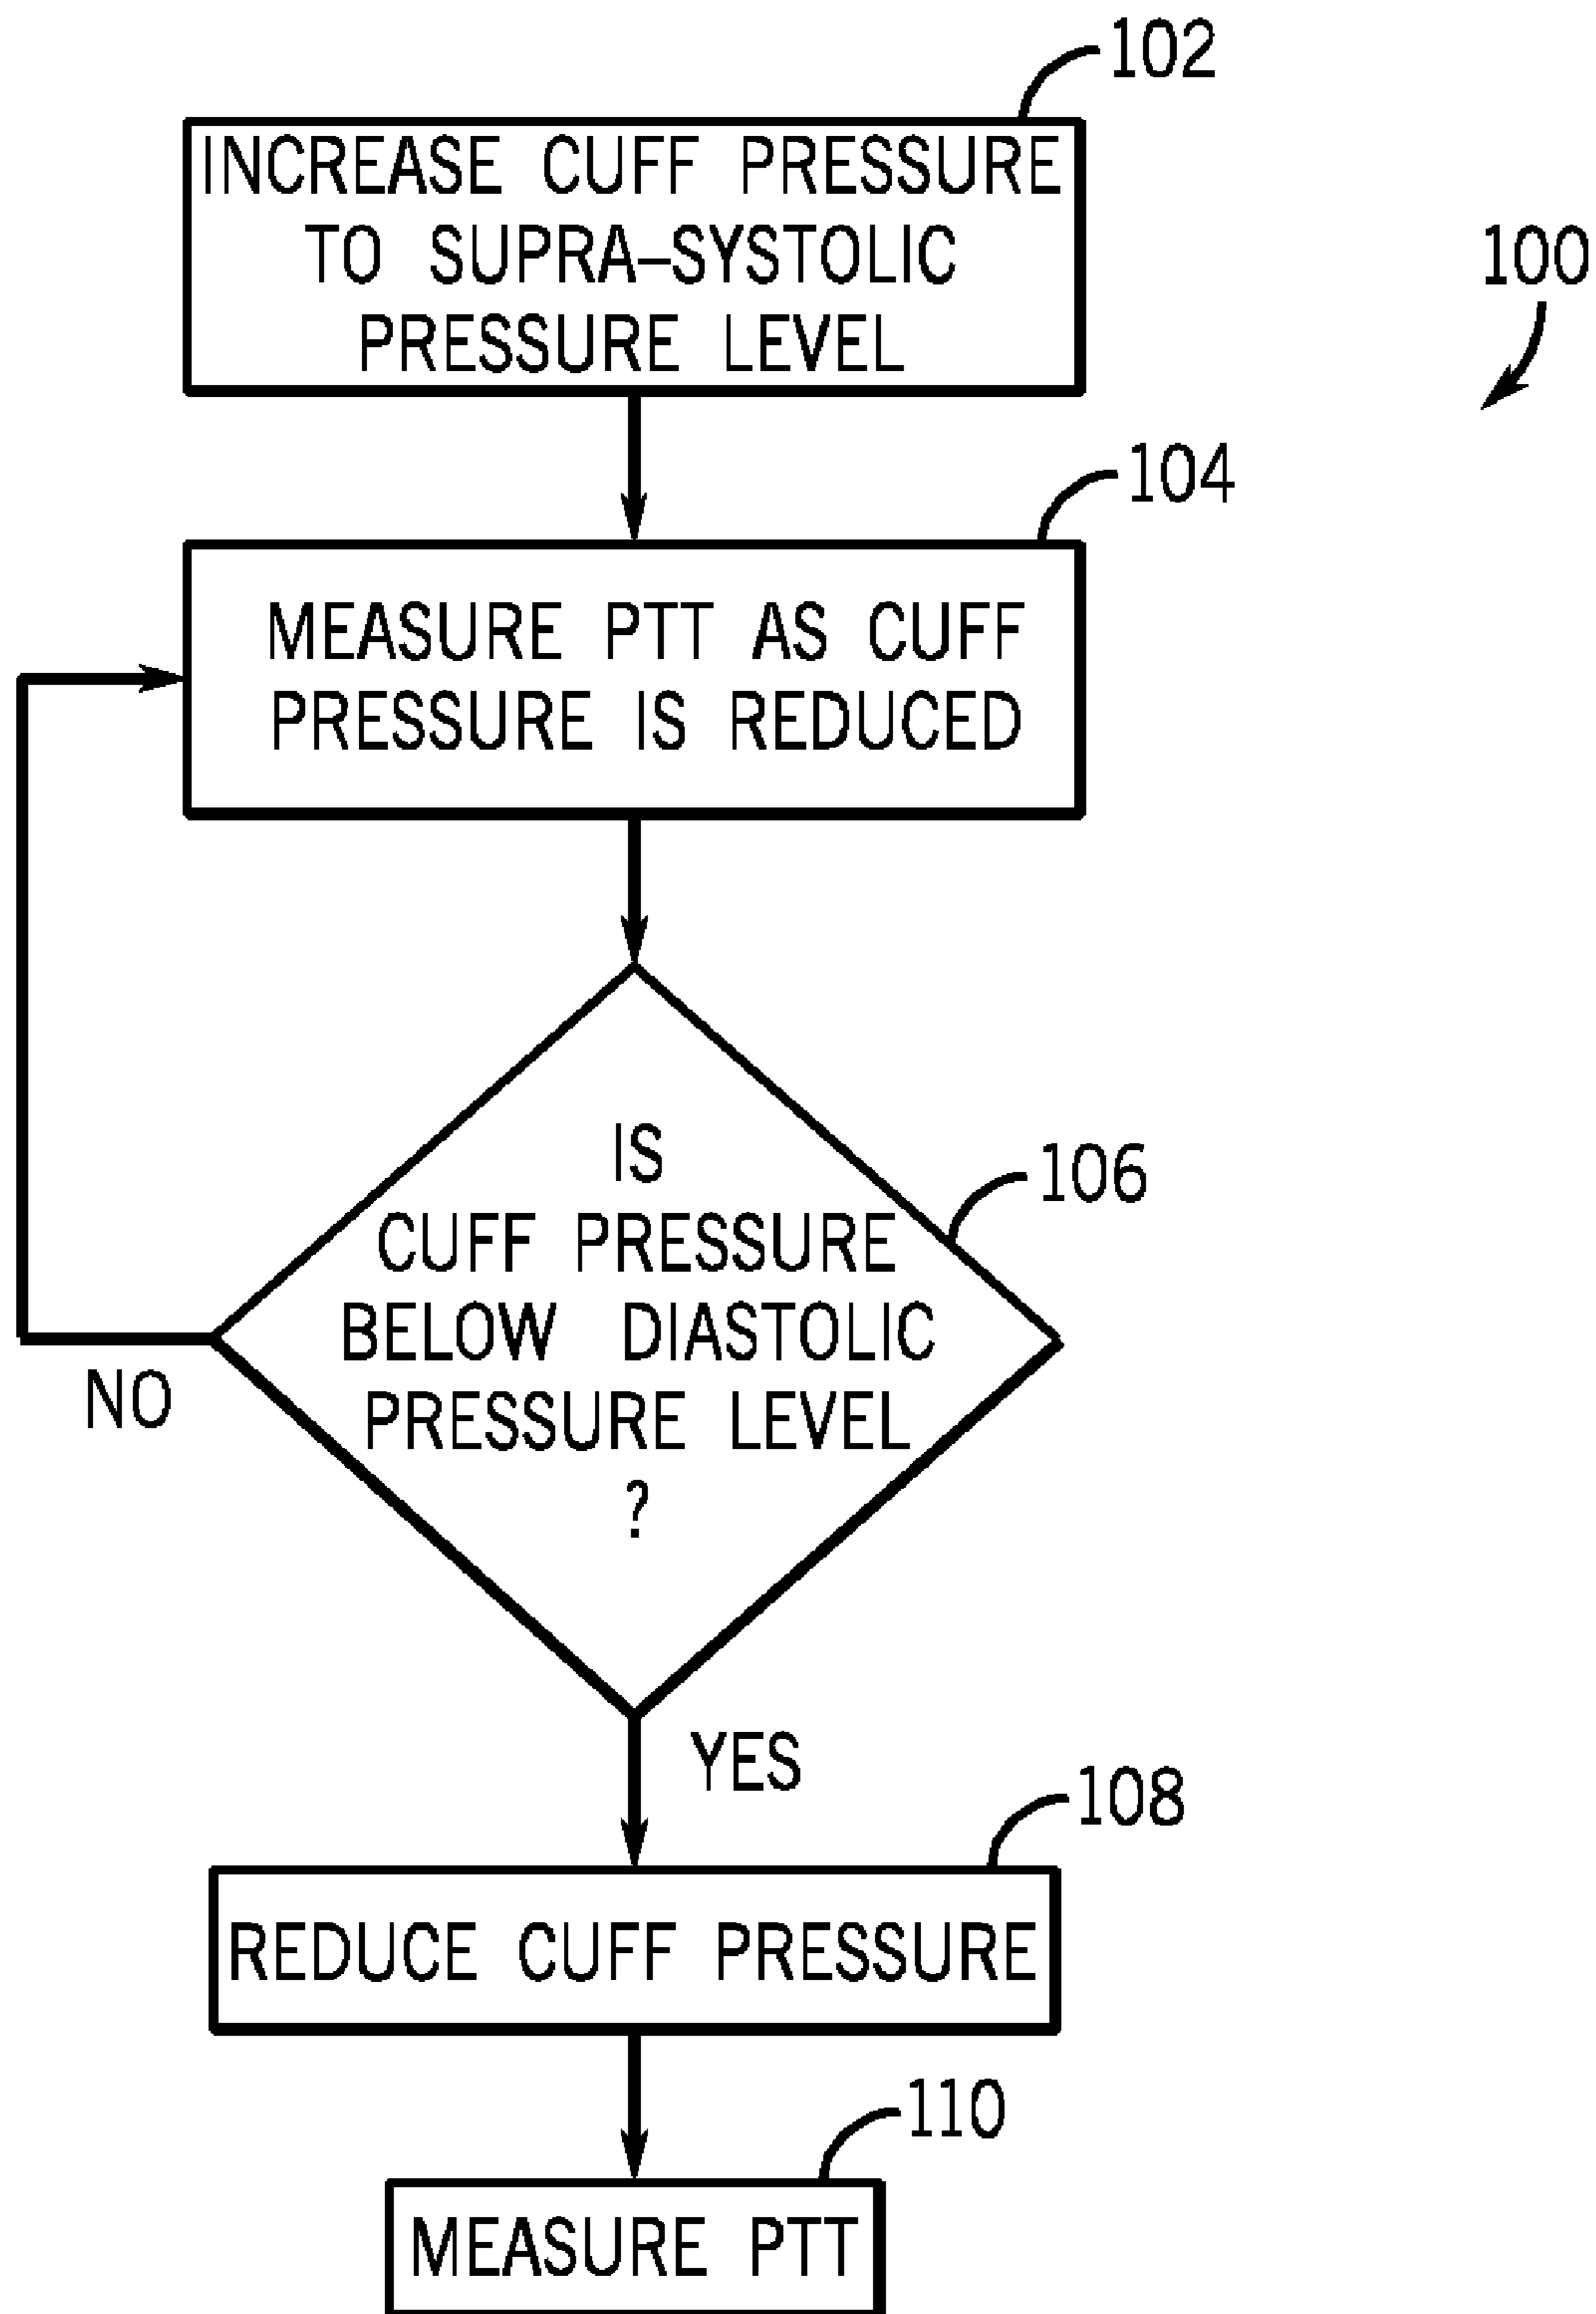 102
INCREASE CUFF PRESSURE
TO SUPRA-SYSTOLIC
PRESSURE LEVEL
100
104
MEASURE PTT AS CUFF
PRESSURE IS REDUCED
106
IS
CUFF PRESSURE
BELOW DIASTOLIC
PRESSURE LEVEL
?
NO
YES
108
REDUCE CUFF PRESSURE
110
MEASURE PTT